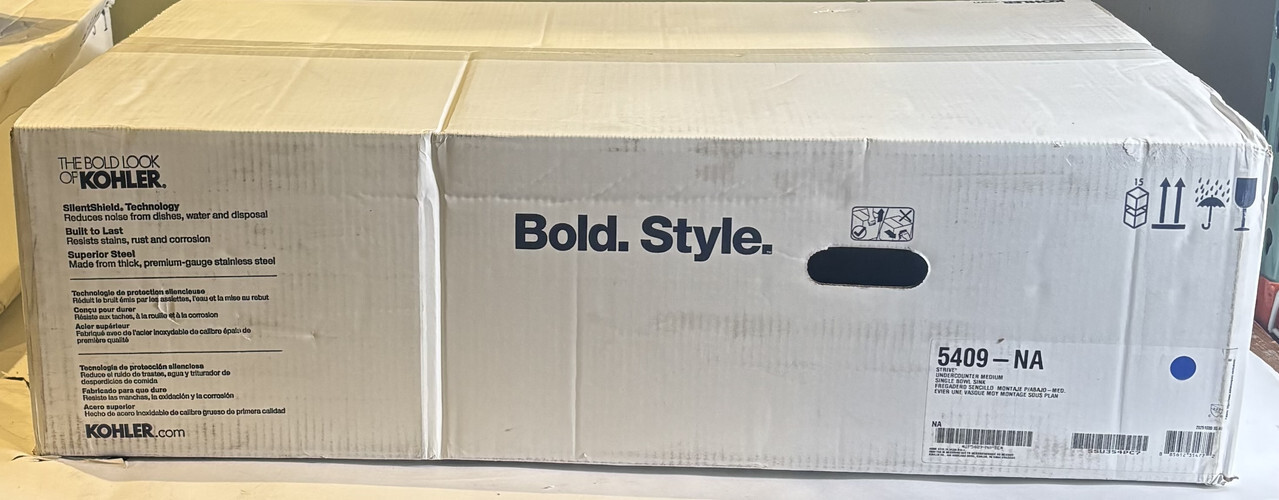 KOHLER
THE BOLD LOOK
OF KOHLER®
SilentShield® Technology
Reduces noise from dishes, water and disposal
Built to Last
Resists stains, rust and corrosion
Superior Steel
Made from thick, premium-gauge stainless steel
Technologie de protection silencieuse
Réduit le bruit émis par les assiettes, l'eau et la mise au rebut
Conçu pour durer
Résiste aux taches, à la rouille et à la corrosion
Acier supérieur
Fabriqué avec de l'acier inoxydable de calibre épais de
première qualité
Tecnología de protección silenciosa
Reduce el ruido de trastes, agua y triturador de
desperdicios de comida
Fabricado para que dure
Resiste las manchas, la oxidación y la corrosión
Acero superior
Hecho de acero inoxidable de calibre grueso de primera calidad
KOHLER.com
Bold. Style.
15
5409-NA
STRIVE®
UNDERCOUNTER MEDIUM
SINGLE BOWL SINK
FREGADERO SENCILLO MONTAJE P/ABAJO-MED.
EVIER UNE VASQUE MOY MONTAGE SOUS PLAN
NA